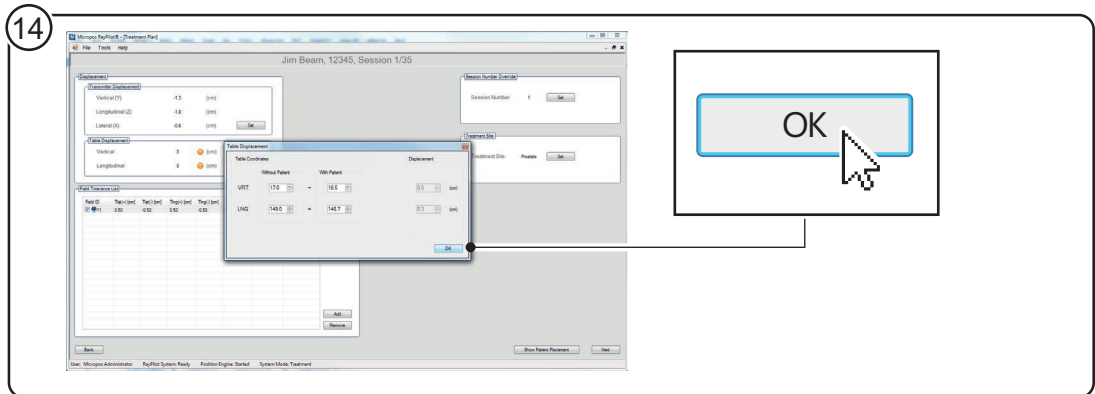 14
Micropos RayPilot® - [Treatment Plan]
File Tools Help
Jim Beam, 12345, Session 1/35
Displacement
Transmitter Displacement
Vertical (Y) -1.3 (cm)
Longitudinal (Z) -1.8 (cm)
Lateral (X) -0.6 (cm) Set
Table Displacement
Vertical 0 (cm)
Longitudinal 0 (cm)
Session Number Override
Session Number 1 Set
Treatment Site
Treatment Site Prostate Set
Table Displacement
Table Coordinates
Displacement
Without Patient With Patient
VRT 17.0 - 16.5 0.5 (cm)
LNG 149.0 - 148.7 0.3 (cm)
OK
OK
Field Tolerance List
Field ID
0.50 -0.50 0.50 -0.50
Add
Remove
Back
Show Patient Placement Next
User: Micropos Administrator RayPilot System: Ready Position Engine: Started System Mode: Treatment